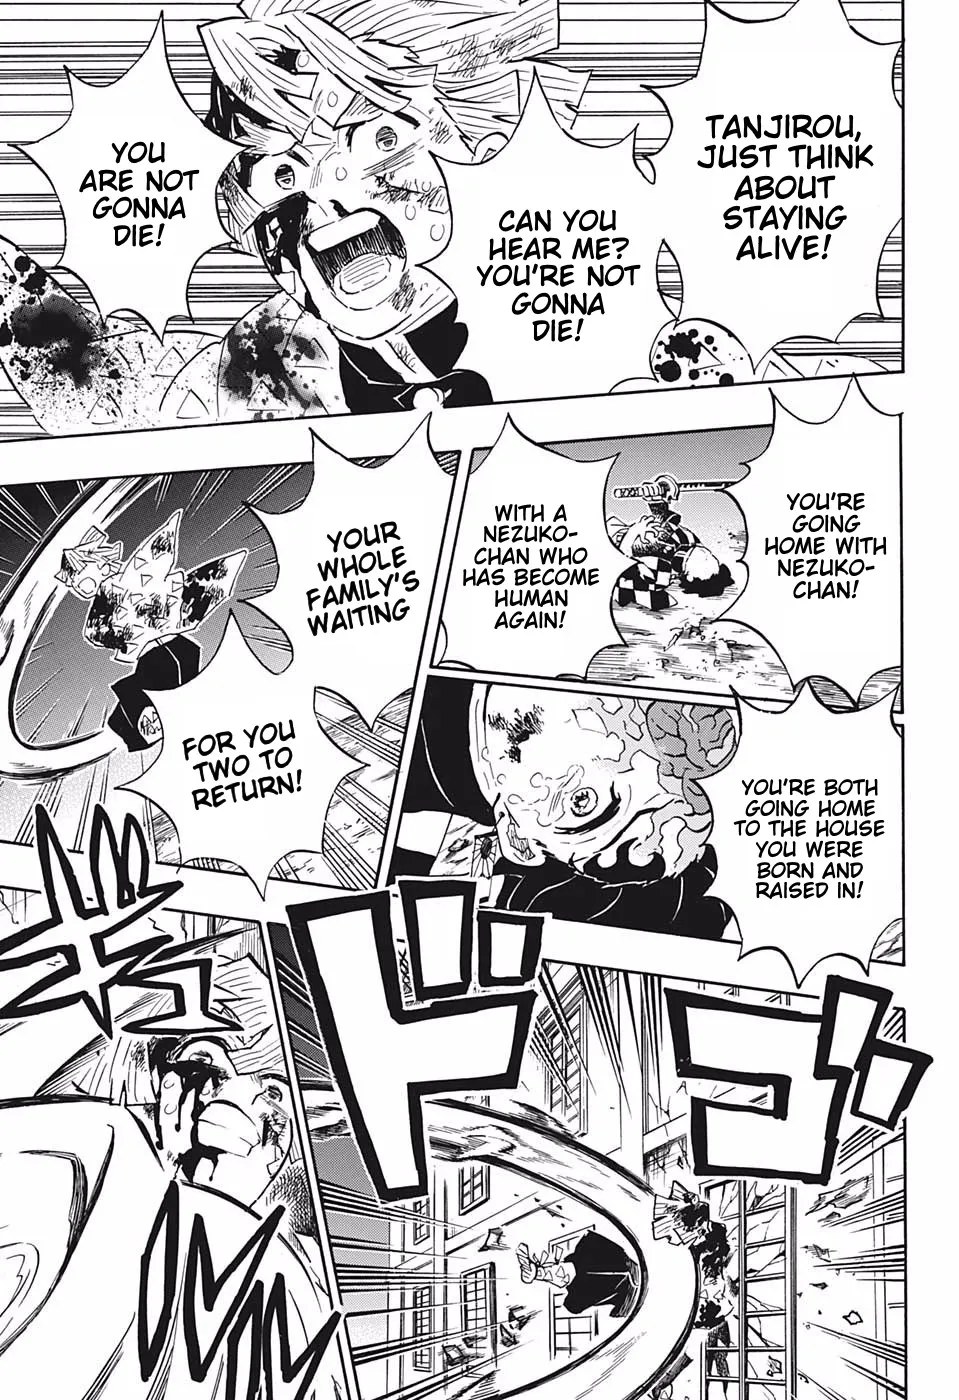 TANJIROU,
JUST THINK
ABOUT
STAYING
ALIVE!
CAN YOU
HEAR ME?
YOU'RE NOT
GONNA
DIE!
YOU
ARE NOT
GONNA
DIE!
YOU'RE
GOING
HOME WITH
NEZUKO-
CHAN!
WITH A
NEZUKO-
CHAN WHO
HAS BECOME
HUMAN
AGAIN!
YOU'RE BOTH
GOING HOME
TO THE HOUSE
YOU WERE
BORN AND
RAISED IN!
YOUR
WHOLE
FAMILY'S
WAITING
FOR YOU
TWO TO
RETURN!
ドゴ